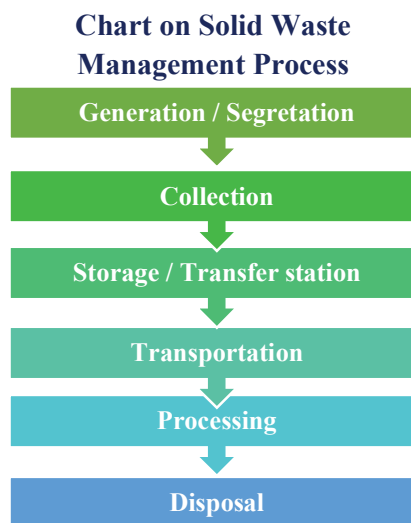 Chart on Solid Waste
Management Process
Generation / Segretation
Collection
Storage / Transfer station
Transportation
Processing
Disposal